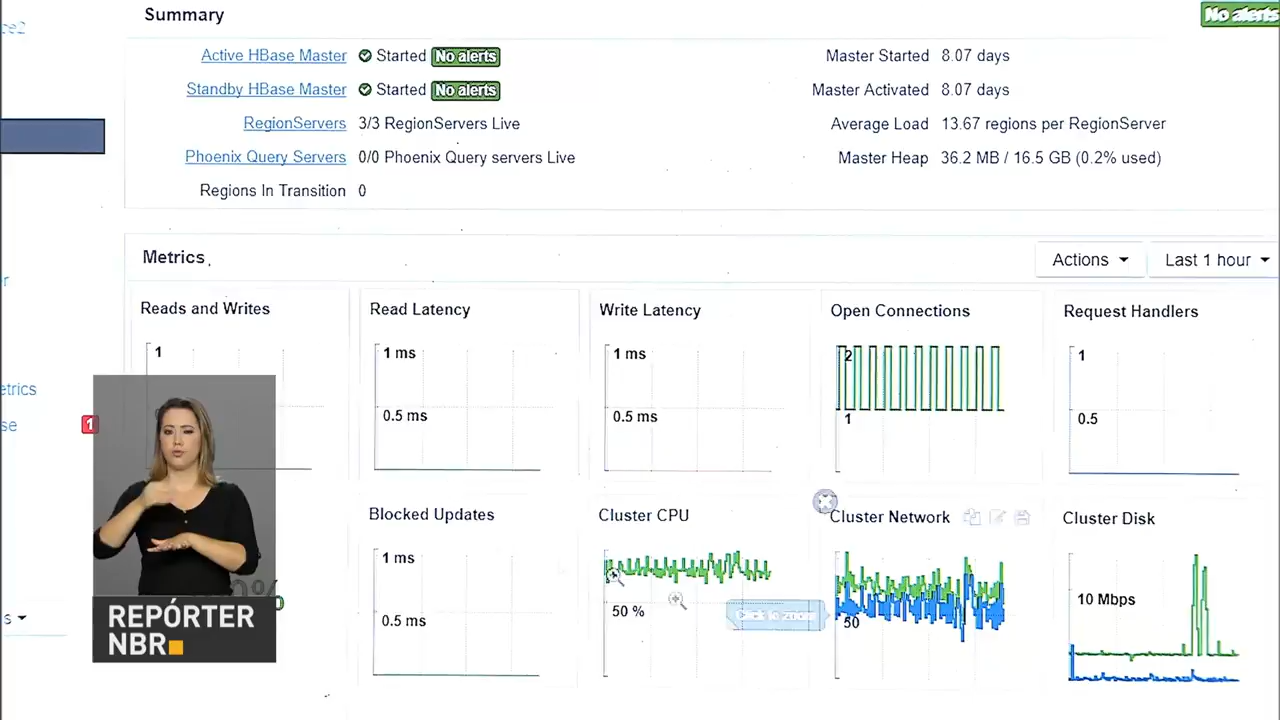 Summary
No alerts
Active HBase Master Started No alerts
Master Started 8.07 days
Standby HBase Master Started No alerts
Master Activated 8.07 days
RegionServers 3/3 RegionServers Live
Average Load 13.67 regions per RegionServer
Phoenix Query Servers 0/0 Phoenix Query servers Live
Master Heap 36.2 MB / 16.5 GB (0.2% used)
Regions In Transition 0
Metrics
Actions
Last 1 hour
Reads and Writes
1
Read Latency
1 ms
0.5 ms
Write Latency
1 ms
0.5 ms
Open Connections
2
1
Request Handlers
1
0.5
etrics
se
1
Blocked Updates
1 ms
0.5 ms
Cluster CPU
50 %
Cluster Network
50
Cluster Disk
10 Mbps
REPÓRTER
NBR